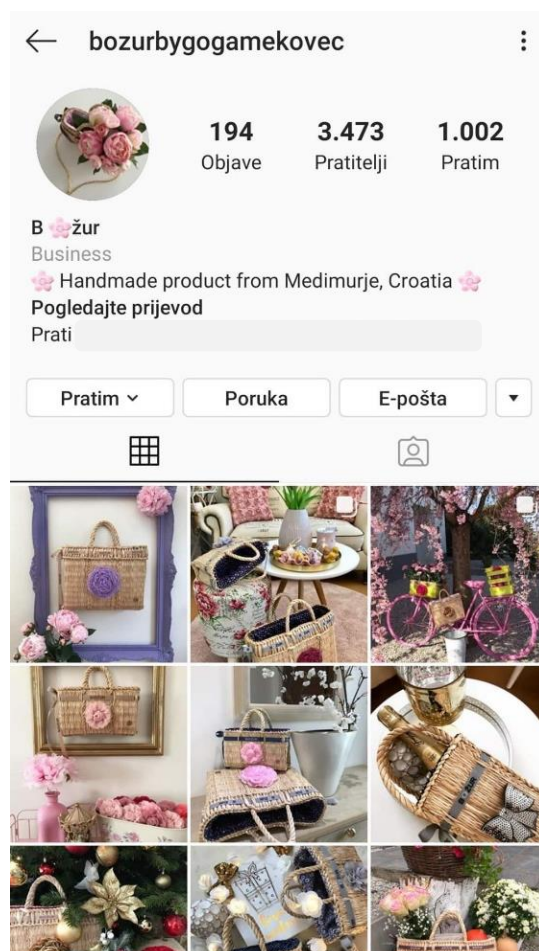 bozurbygogamekovec
194 3.473 1.002
Objave Pratitelji Pratim
B🌸žur
Business
🌸 Handmade product from Medimurje, Croatia 🌸
Pogledajte prijevod
Prati
Pratim Poruka E-pošta